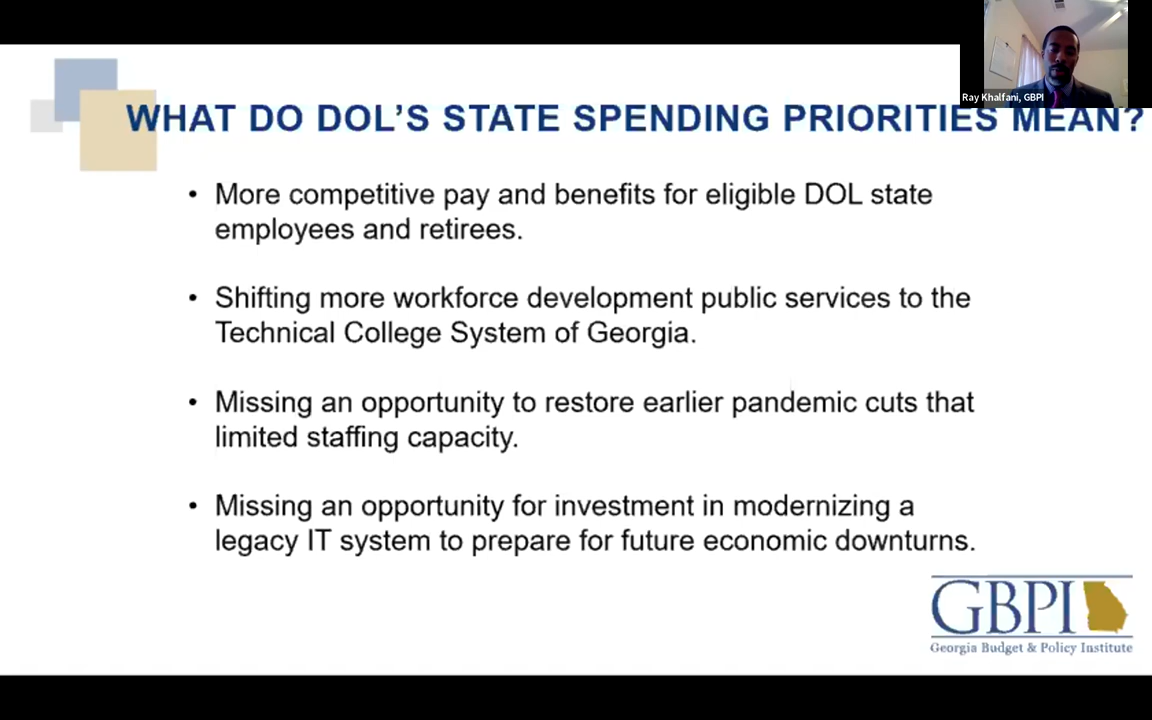 Ray Khalfani, GBPI
WHAT DO DOL'S STATE SPENDING PRIORITIES MEAN?
• More competitive pay and benefits for eligible DOL state
employees and retirees.
• Shifting more workforce development public services to the
Technical College System of Georgia.
• Missing an opportunity to restore earlier pandemic cuts that
limited staffing capacity.
• Missing an opportunity for investment in modernizing a
legacy IT system to prepare for future economic downturns.
GBPI
Georgia Budget & Policy Institute